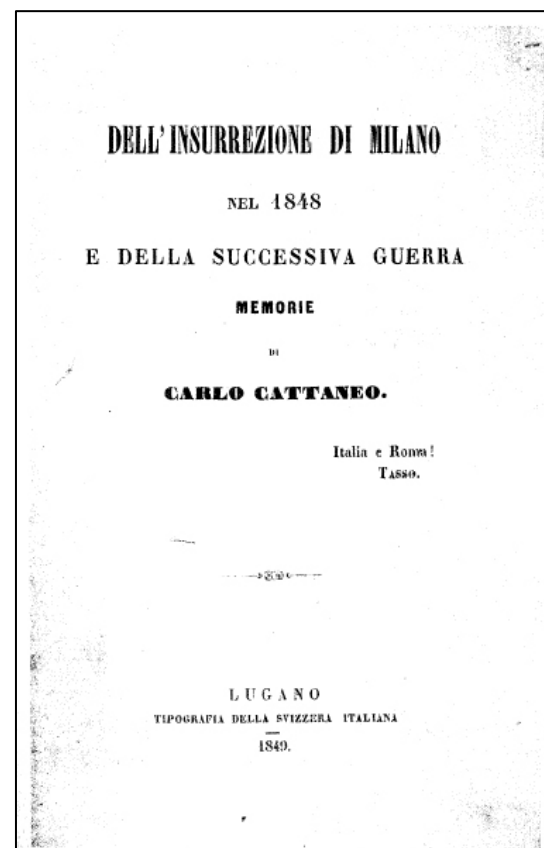 DELL'INSURREZIONE DI MILANO
NEL 1848
E DELLA SUCCESSIVA GUERRA
MEMORIE
DI
CARLO CATTANEO.
Italia e Roma!
TASSO.
LUGANO
TIPOGRAFIA DELLA SVIZZERA ITALIANA
1849.